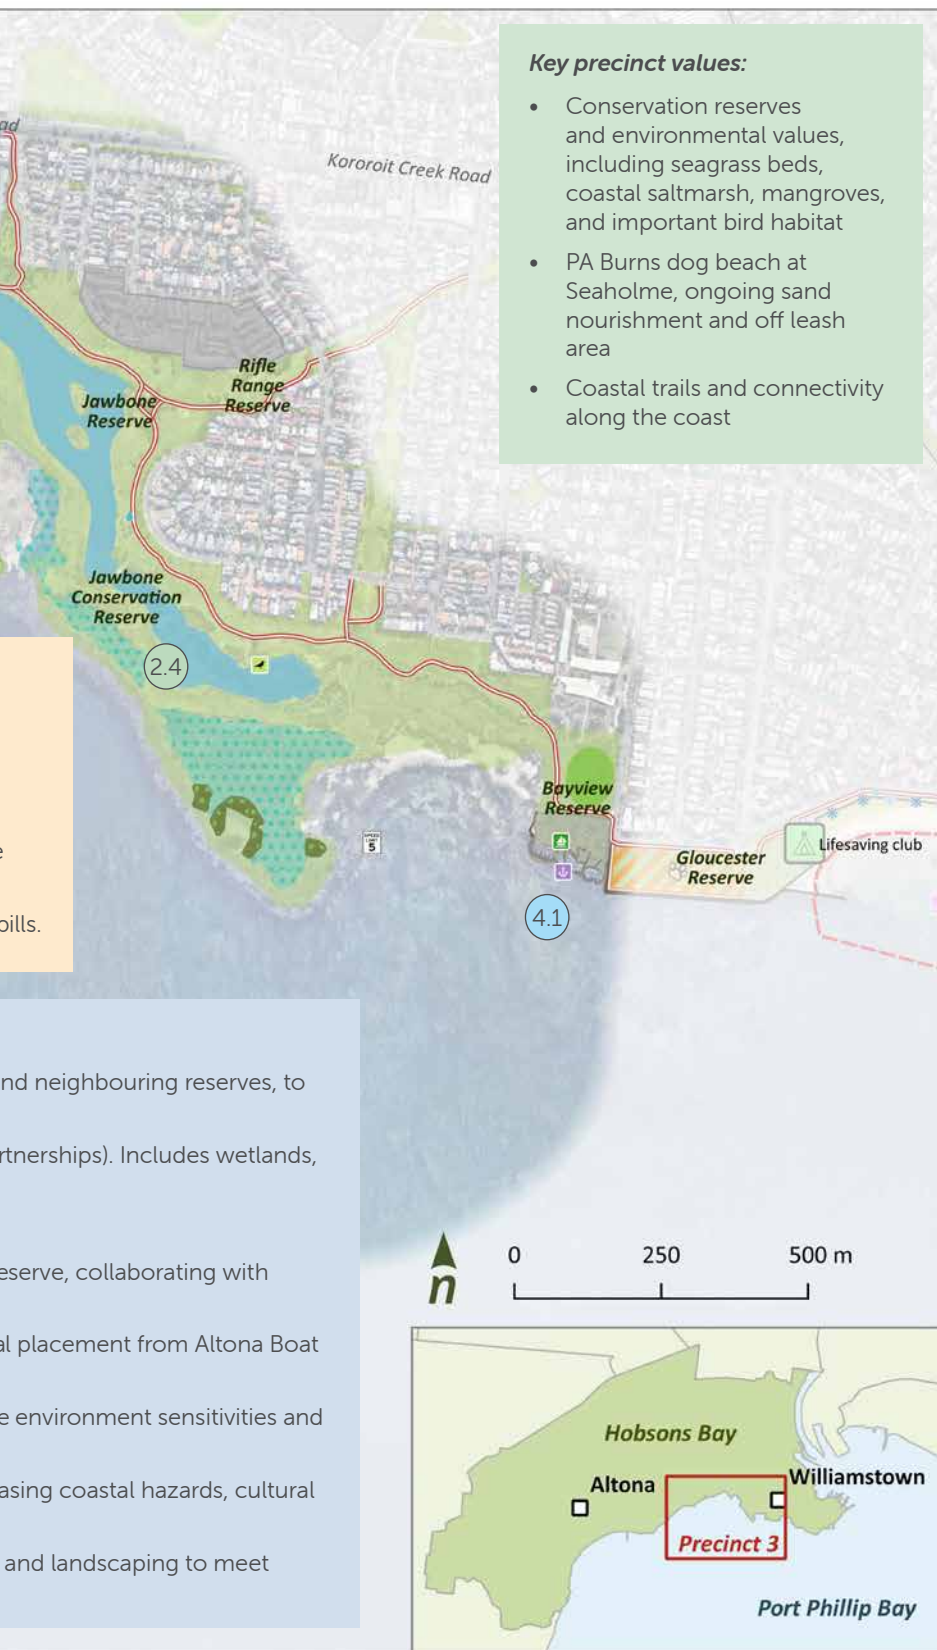 Key precinct values:
• Conservation reserves
and environmental values,
including seagrass beds,
coastal saltmarsh, mangroves,
and important bird habitat
• PA Burns dog beach at
Seaholme, ongoing sand
nourishment and off leash
area
• Coastal trails and connectivity
along the coast
ad
Kororoit Creek Road
Rifle
Range
Reserve
Jawbone
Reserve
Jawbone
Conservation
Reserve
2.4
SPEED
LIMIT
5
Bayview
Reserve
Gloucester
Reserve
Lifesaving club
4.1
e
pills.
nd neighbouring reserves, to
rtnerships). Includes wetlands,
eserve, collaborating with
al placement from Altona Boat
e environment sensitivities and
asing coastal hazards, cultural
and landscaping to meet
n
0 250 500 m
Hobsons Bay
Altona
Williamstown
Precinct 3
Port Phillip Bay